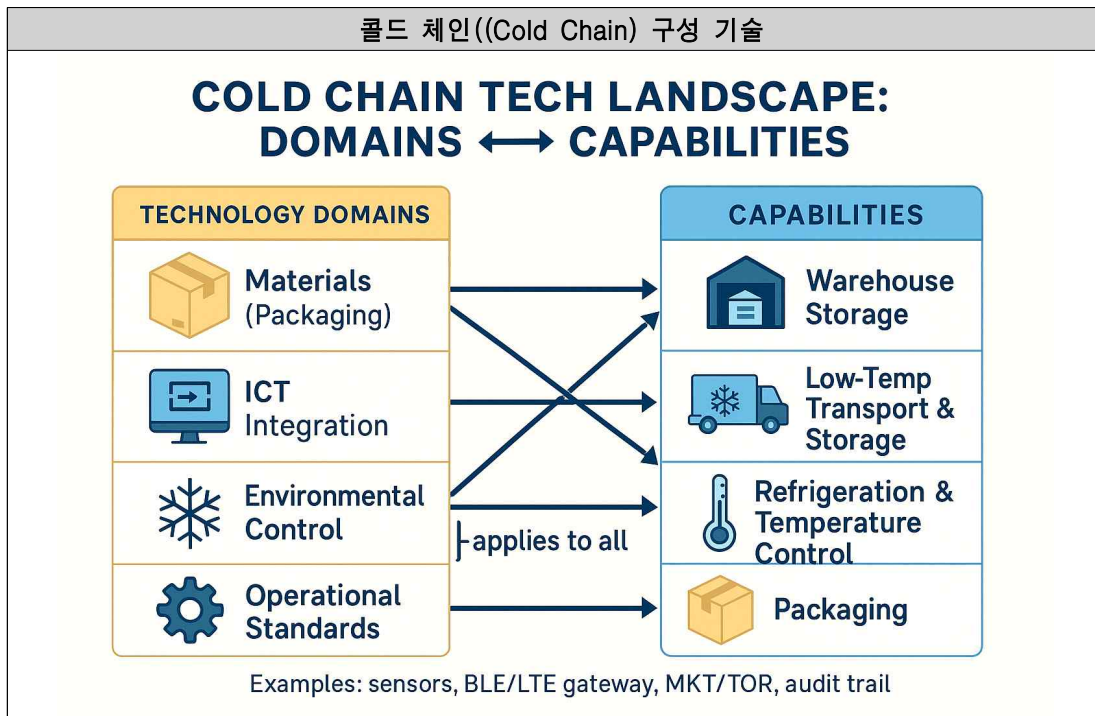 콜드 체인((Cold Chain) 구성 기술
COLD CHAIN TECH LANDSCAPE:
DOMAINS ↔ CAPABILITIES
TECHNOLOGY DOMAINS
Materials
(Packaging)
ICT
Integration
Environmental
Control
applies to all
Operational
Standards
CAPABILITIES
Warehouse
Storage
Low-Temp
Transport &
Storage
Refrigeration &
Temperature
Control
Packaging
Examples: sensors, BLE/LTE gateway, MKT/TOR, audit trail